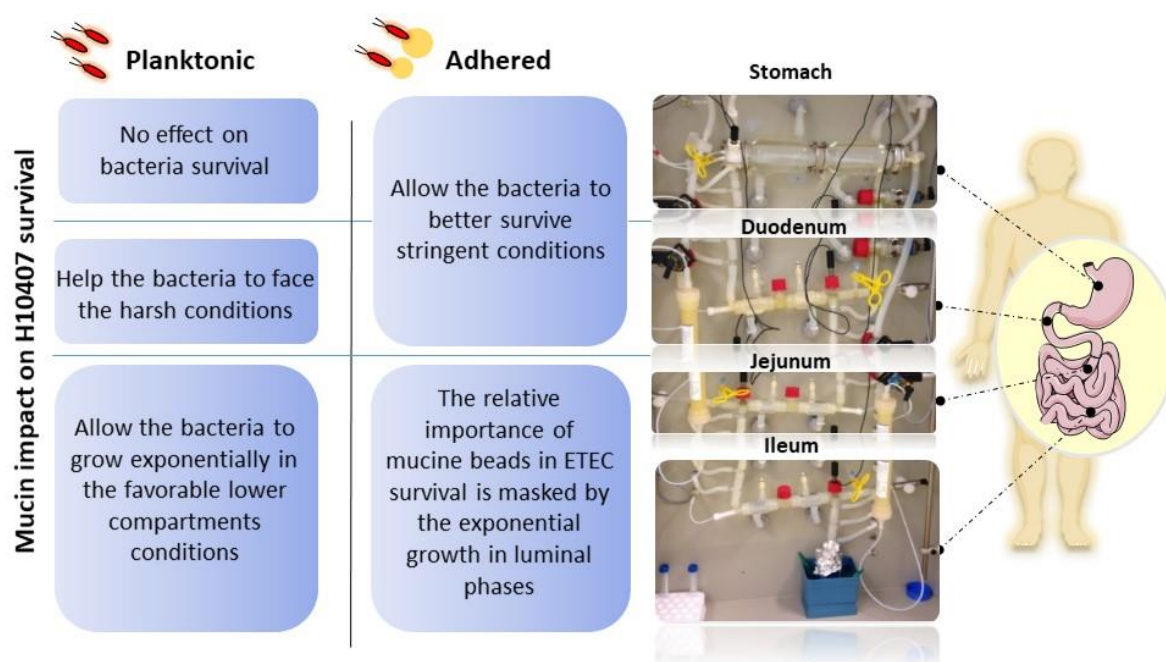 Mucin impact on H10407 survival
Planktonic
No effect on
bacteria survival
Help the bacteria to face
the harsh conditions
Allow the bacteria to
grow exponentially in
the favorable lower
compartments
conditions
Adhered
Allow the bacteria to
better survive
stringent conditions
The relative
importance of
mucine beads in ETEC
survival is masked by
the exponential
growth in luminal
phases
Stomach
Duodenum
Jejunum
Ileum